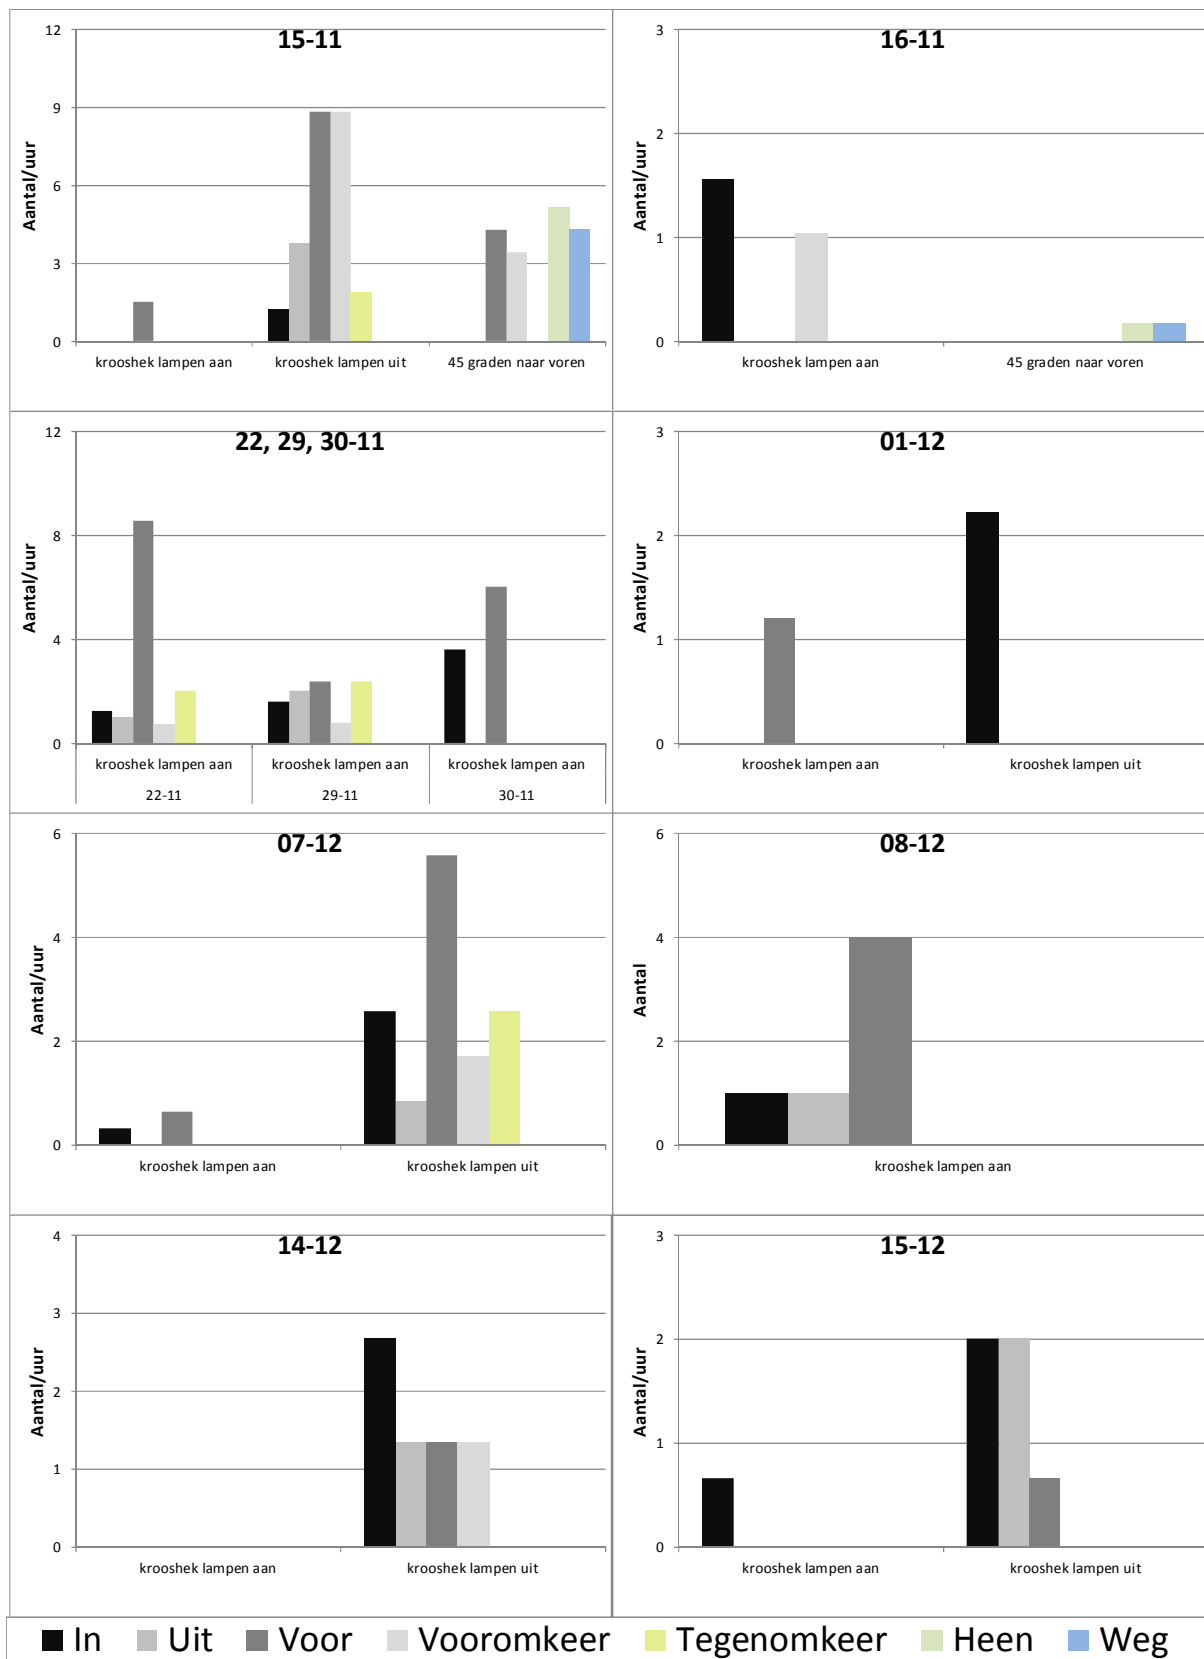 15-11
Aantal/uur
12
9
6
3
0
krooshek lampen aan krooshek lampen uit 45 graden naar voren
16-11
Aantal/uur
3
2
1
0
krooshek lampen aan 45 graden naar voren
22, 29, 30-11
Aantal/uur
12
8
4
0
krooshek lampen aan krooshek lampen aan krooshek lampen aan
22-11 29-11 30-11
01-12
Aantal/uur
3
2
1
0
krooshek lampen aan krooshek lampen uit
07-12
Aantal/uur
6
4
2
0
krooshek lampen aan krooshek lampen uit
08-12
Aantal
6
4
2
0
krooshek lampen aan
14-12
Aantal/uur
4
3
2
1
0
krooshek lampen aan krooshek lampen uit
15-12
Aantal/uur
3
2
1
0
krooshek lampen aan krooshek lampen uit
In Uit Voor Vooromkeer Tegenomkeer Heen Weg